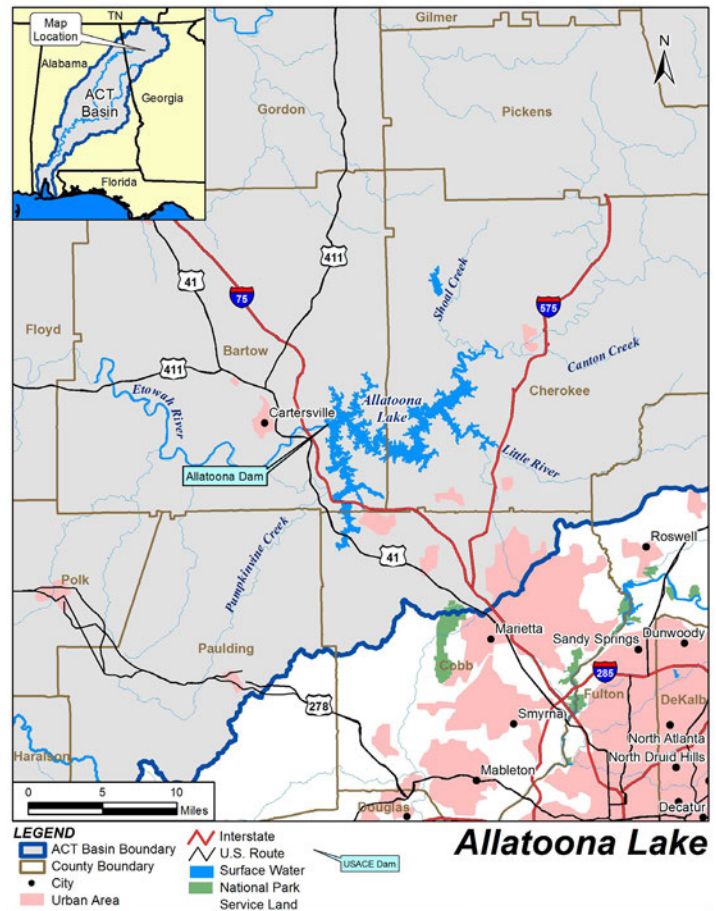 TN
Map
Location
Alabama
ACT
Basin
Georgia
Florida
Gilmer
N
Gordon
Pickens
41
411
75
Shoal Creek
575
Floyd
Bartow
Canton Creek
411
Cherokee
Etowah
River
Allatoona
Lake
Cartersville
Little River
Allatoona Dam
Roswell
Pumpkinvine Creek
41
Polk
Marietta
Sandy Springs
Dunwoody
Paulding
Cobb
285
Fulton
278
DeKalb
Smyrna
North Atlanta
Haralson
North Druid Hills
Mableton
0 5 10
Miles
Douglas
Decatur
LEGEND
ACT Basin Boundary
County Boundary
City
Urban Area
Interstate
U.S. Route
Surface Water
National Park
Service Land
USACE Dam
Allatoona Lake